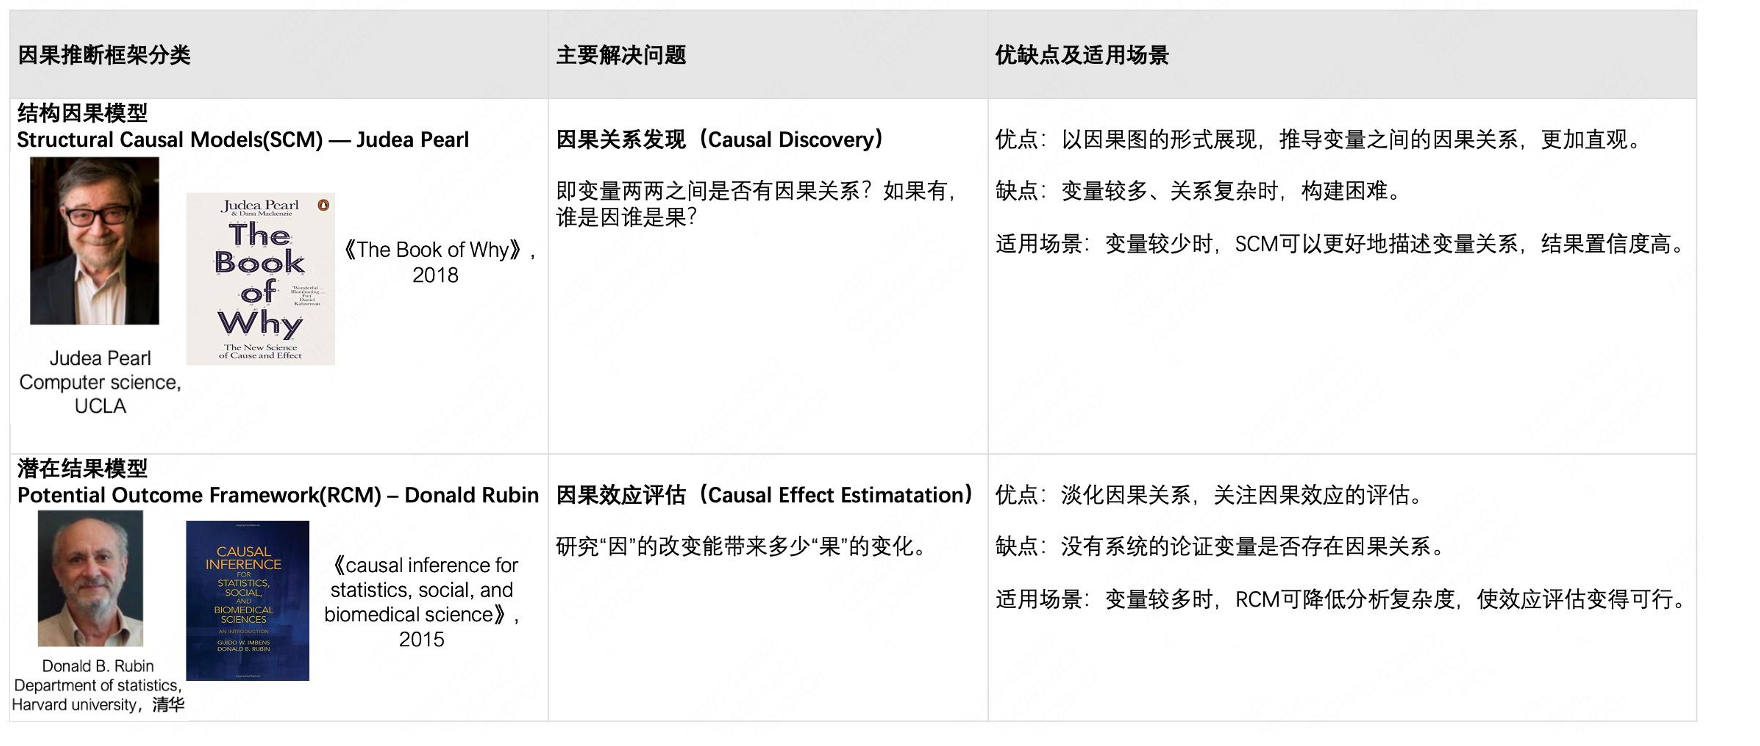 因果推断框架分类
主要解决问题
优缺点及适用场景
结构因果模型
Structural Causal Models(SCM) — Judea Pearl
Judea Pearl
& Dana Mackenzie
The
Book
of
Why
The New Science
of Cause and Effect
《The Book of Why》,
2018
Judea Pearl
Computer science,
UCLA
因果关系发现（Causal Discovery）
即变量两两之间是否有因果关系？如果有，
谁是因谁是果？
优点：以因果图的形式展现，推导变量之间的因果关系，更加直观。
缺点：变量较多、关系复杂时，构建困难。
适用场景：变量较少时，SCM可以更好地描述变量关系，结果置信度高。
潜在结果模型
Potential Outcome Framework(RCM) – Donald Rubin
CAUSAL
INFERENCE
FOR
STATISTICS,
SOCIAL,
AND
BIOMEDICAL
SCIENCES
AN INTRODUCTION
GUIDO W. IMBENS
DONALD B. RUBIN
《causal inference for
statistics, social, and
biomedical science》,
2015
Donald B. Rubin
Department of statistics,
Harvard university，清华
因果效应评估（Causal Effect Estimatation）
研究“因”的改变能带来多少“果”的变化。
优点：淡化因果关系，关注因果效应的评估。
缺点：没有系统的论证变量是否存在因果关系。
适用场景：变量较多时，RCM可降低分析复杂度，使效应评估变得可行。